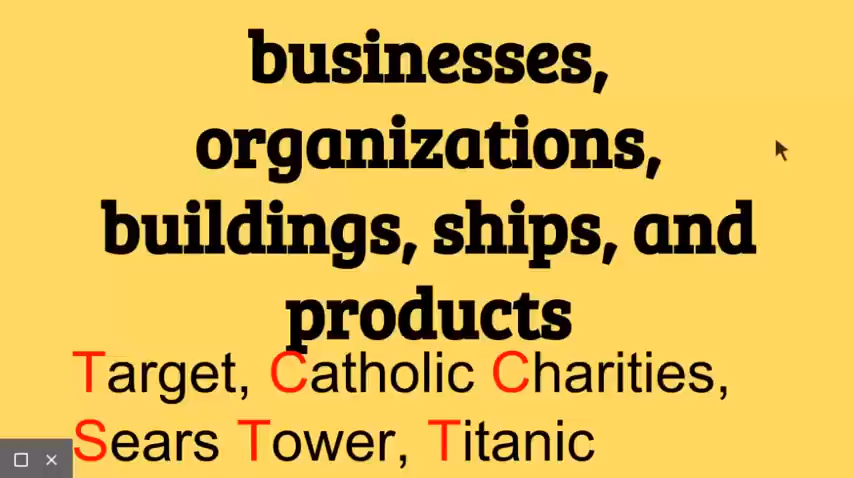 businesses,
organizations,
buildings, ships, and
products
Target, Catholic Charities,
Sears Tower, Titanic